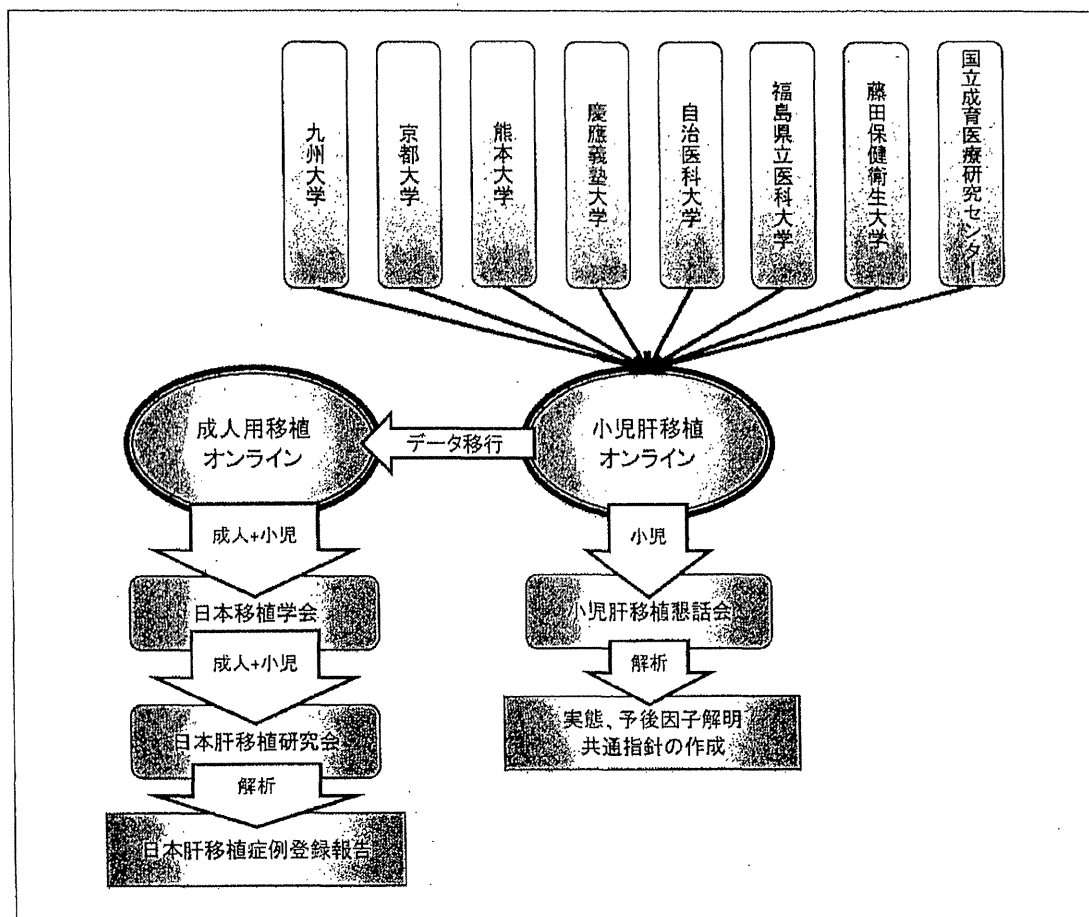 九州大学
京都大学
熊本大学
慶應義塾大学
自治医科大学
福島県立医科大学
藤田保健衛生大学
国立成育医療研究センター
成人用移植
オンライン
データ移行
小児肝移植
オンライン
成人+小児
小児
日本移植学会
小児肝移植懇話会
成人+小児
解析
日本肝移植研究会
実態、予後因子解明
共通指針の作成
解析
日本肝移植症例登録報告